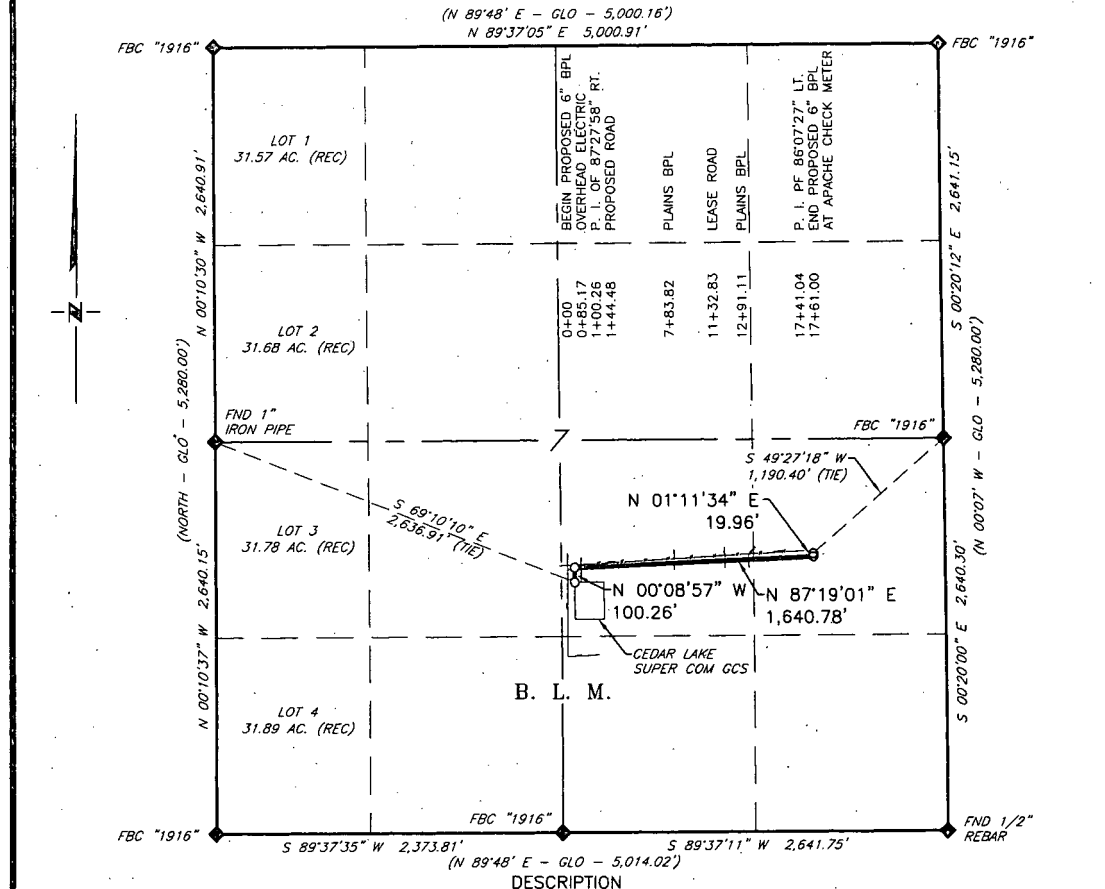 (N 89°48' E - GLO - 5,000.16')
N 89°37'05" E 5,000.91'
FBC "1916"
FBC "1916"
LOT 1
31.57 AC. (REC)
N 00°10'30" W 2,640.91'
BEGIN PROPOSED 6" BPL
OVERHEAD ELECTRIC
P. I. OF 87°27'58" RT.
PROPOSED ROAD
PLAINS BPL
LEASE ROAD
PLAINS BPL
P. I. PF 86°07'27" LT.
END PROPOSED 6" BPL
AT APACHE CHECK METER
S 00°20'12" E 2,641.15'
N
LOT 2
31.68 AC. (REC)
0+00
0+85.17
1+00.26
1+44.48
7+83.82
11+32.83
12+91.11
17+41.04
17+61.00
(NORTH - GLO - 5,280.00')
(N 00°07' W - GLO - 5,280.00')
FND 1"
IRON PIPE
7
FBC "1916"
S 49°27'18" W
1,190.40' (TIE)
S 69°10'10" E
2,636.91' (TIE)
N 01°11'34" E
19.96'
LOT 3
31.78 AC. (REC)
N 00°08'57" W
100.26'
N 87°19'01" E
1,640.78'
N 00°10'37" W 2,640.15'
S 00°20'00" E 2,640.30'
CEDAR LAKE
SUPER COM GCS
B. L. M.
LOT 4
31.89 AC. (REC)
FBC "1916"
FBC "1916"
FND 1/2"
REBAR
S 89°37'35" W 2,373.81'
S 89°37'11" W 2,641.75'
(N 89°48' E - GLO - 5,014.02')
DESCRIPTION